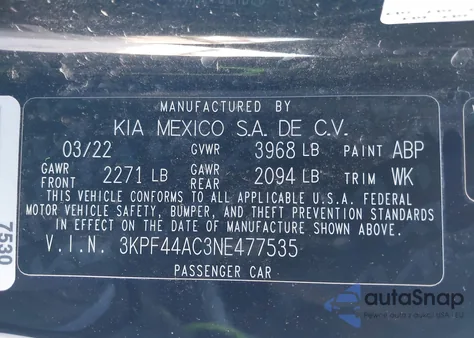 MANUFACTURED BY
KIA MEXICO S.A. DE C.V.
03/22 GVWR 3968 LB PAINT ABP
GAWR FRONT 2271 LB GAWR REAR 2094 LB TRIM WK
THIS VEHICLE CONFORMS TO ALL APPLICABLE U.S.A. FEDERAL
MOTOR VEHICLE SAFETY, BUMPER, AND THEFT PREVENTION STANDARDS
IN EFFECT ON THE DATE OF MANUFACTURE SHOWN ABOVE.
V.I.N. 3KPF44AC3NE477535
PASSENGER CAR
7530
autoSnap